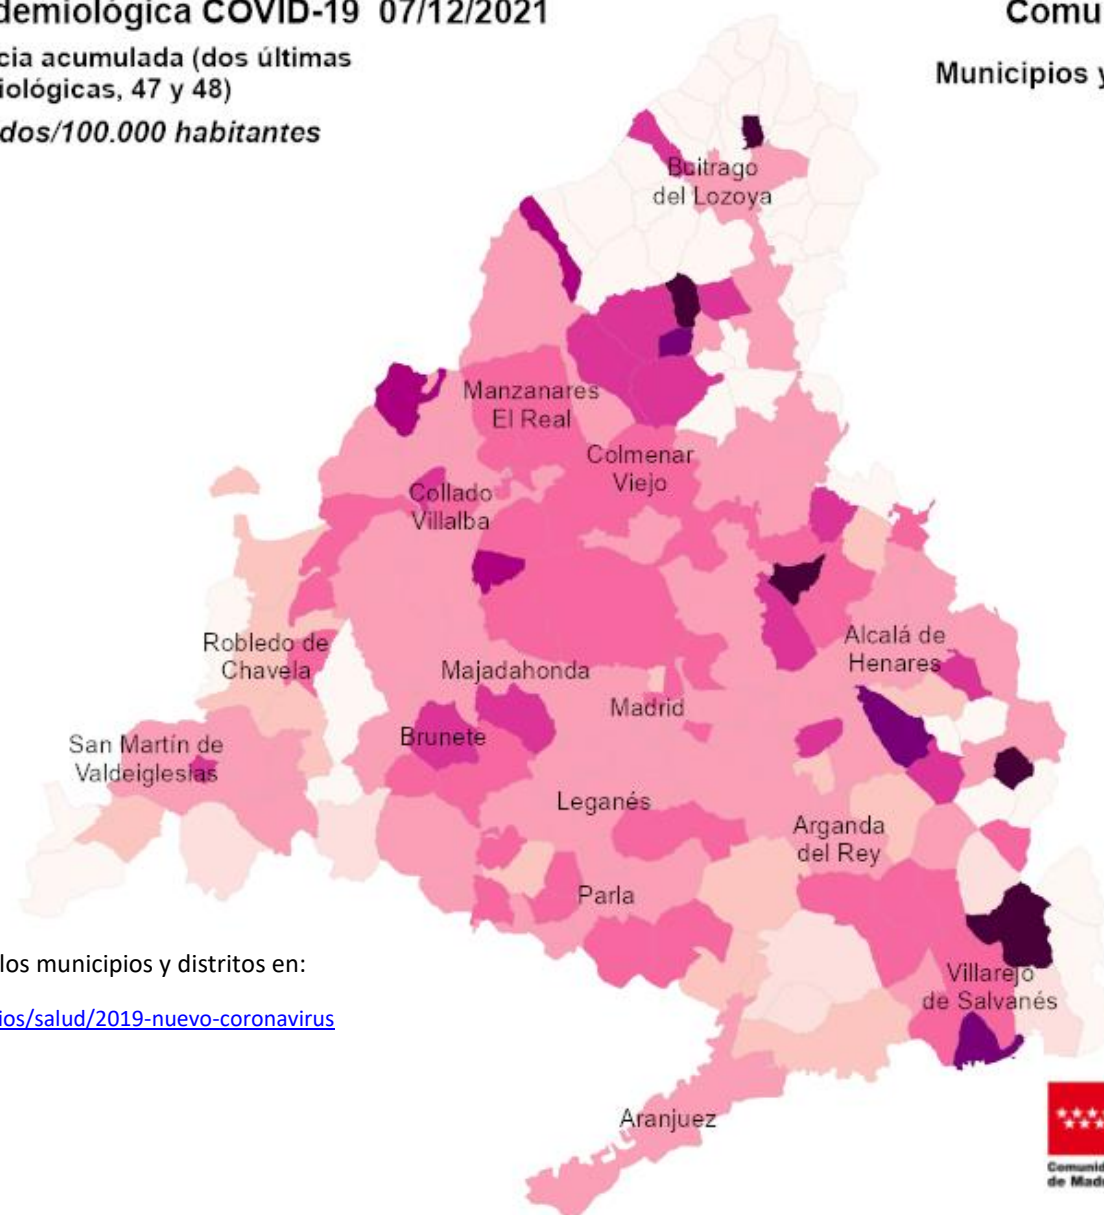 demiológica COVID-19 07/12/2021
cia acumulada (dos últimas
iológicas, 47 y 48)
dos/100.000 habitantes
Comu
Municipios y
Buitrago
del Lozoya
Manzanares
El Real
Colmenar
Viejo
Collado
Villalba
Alcalá de
Henares
Robledo de
Chavela
Majadahonda
Madrid
Brunete
San Martín de
Valdeiglesias
Leganés
Arganda
del Rey
Parla
los municipios y distritos en:
Villarejo
de Salvanés
ios/salud/2019-nuevo-coronavirus
Aranjuez
Comunid
de Madr